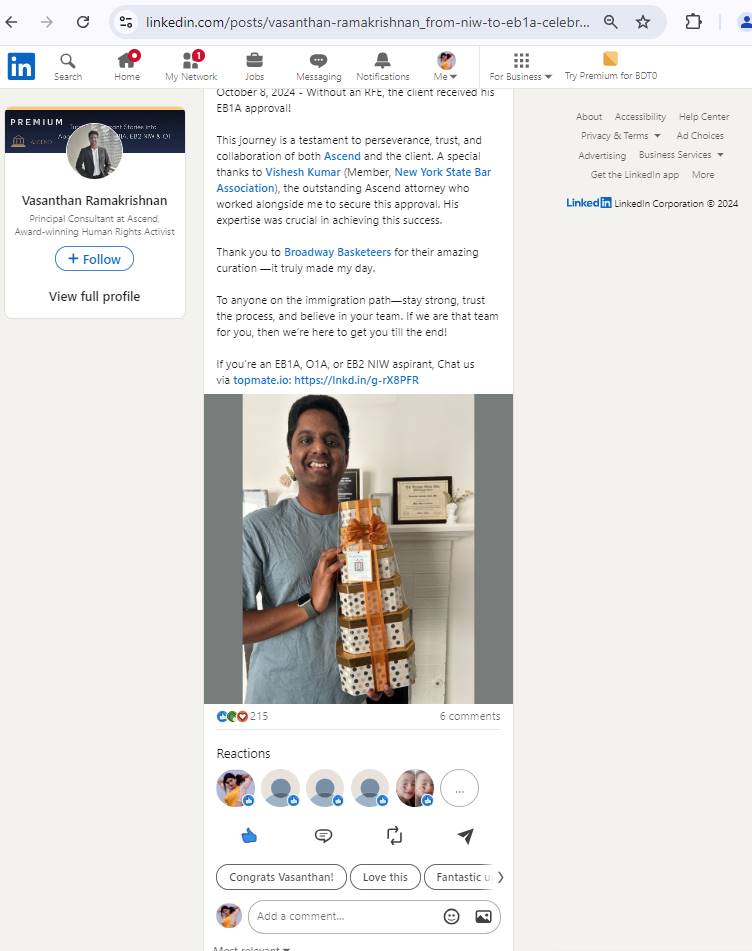 linkedin.com/posts/vasanthan-ramakrishnan_from-niw-to-eb1a-celebr...
in
Search
Home
1
My Network
Jobs
Messaging
Notifications
Me
For Business
Try Premium for BDT0
PREMIUM
ASCEND
Vasanthan Ramakrishnan
Principal Consultant at Ascend,
Award-winning Human Rights Activist
+ Follow
View full profile
October 8, 2024 - Without an RFE, the client received his
EB1A approval!
This journey is a testament to perseverance, trust, and
collaboration of both Ascend and the client. A special
thanks to Vishesh Kumar (Member, New York State Bar
Association), the outstanding Ascend attorney who
worked alongside me to secure this approval. His
expertise was crucial in achieving this success.
Thank you to Broadway Basketeers for their amazing
curation —it truly made my day.
To anyone on the immigration path—stay strong, trust
the process, and believe in your team. If we are that team
for you, then we're here to get you till the end!
If you're an EB1A, O1A, or EB2 NIW aspirant, Chat us
via topmate.io: https://lnkd.in/g-rX8PFR
215
6 comments
Reactions
...
Congrats Vasanthan!
Love this
Fantastic
Add a comment...
Most relevant
About
Accessibility
Help Center
Privacy & Terms
Ad Choices
Advertising
Business Services
Get the LinkedIn app
More
LinkedIn LinkedIn Corporation © 2024